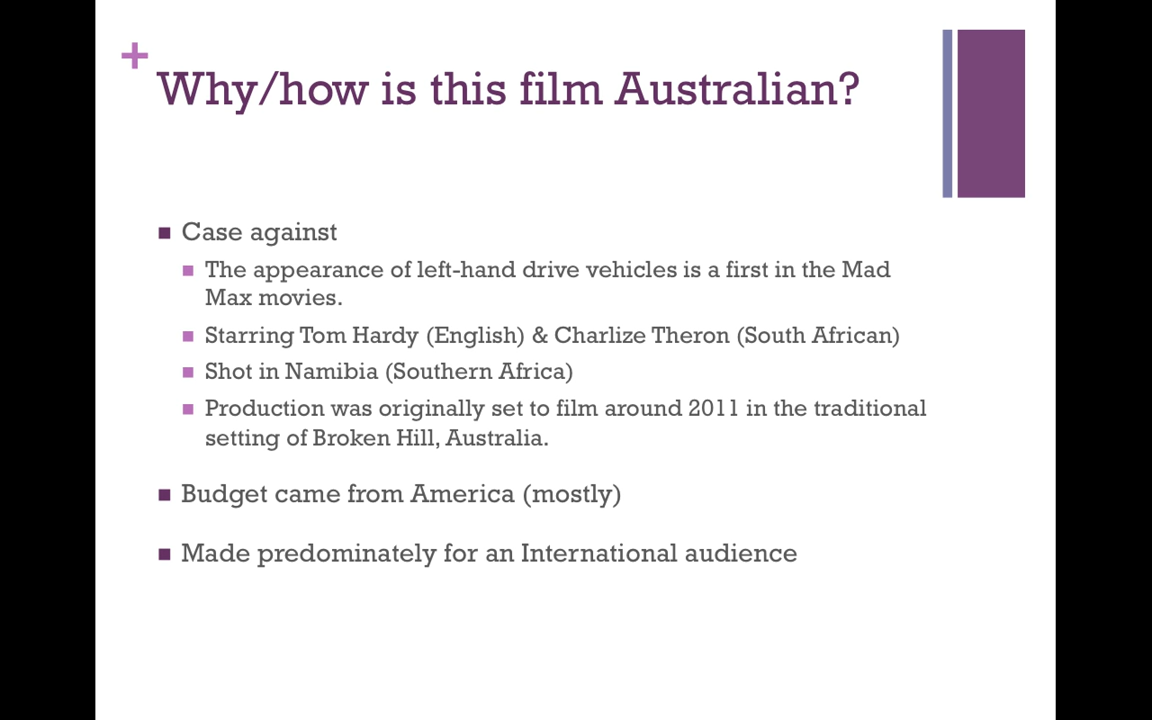 +
Why/how is this film Australian?
Case against
The appearance of left-hand drive vehicles is a first in the Mad
Max movies.
Starring Tom Hardy (English) & Charlize Theron (South African)
Shot in Namibia (Southern Africa)
Production was originally set to film around 2011 in the traditional
setting of Broken Hill, Australia.
Budget came from America (mostly)
Made predominately for an International audience